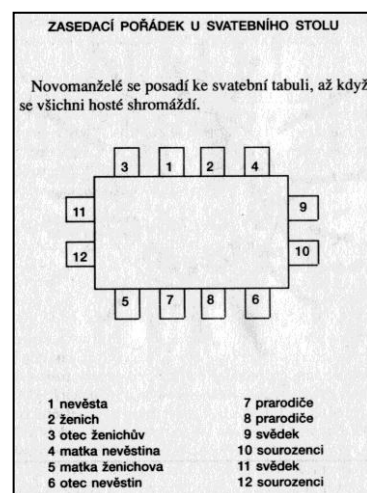 ZASEDACÍ POŘÁDEK U SVATEBNÍHO STOLU
Novomanželé se posadí ke svatební tabuli, až když
se všichni hosté shromáždí.
3 1 2 4
11 9
12 10
5 7 8 6
1 nevěsta
2 ženich
3 otec ženichův
4 matka nevěstina
5 matka ženichova
6 otec nevěstin
7 prarodiče
8 prarodiče
9 svědek
10 sourozenci
11 svědek
12 sourozenci